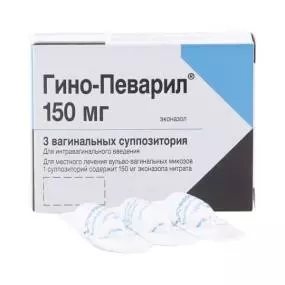 Гино-Певарил®
150 мг
эконазол
3 вагинальных суппозитория
Для интравагинального введения
Для местного лечения вульво-вагинальных микозов
1 суппозиторий содержит 150 мг эконазола нитрата